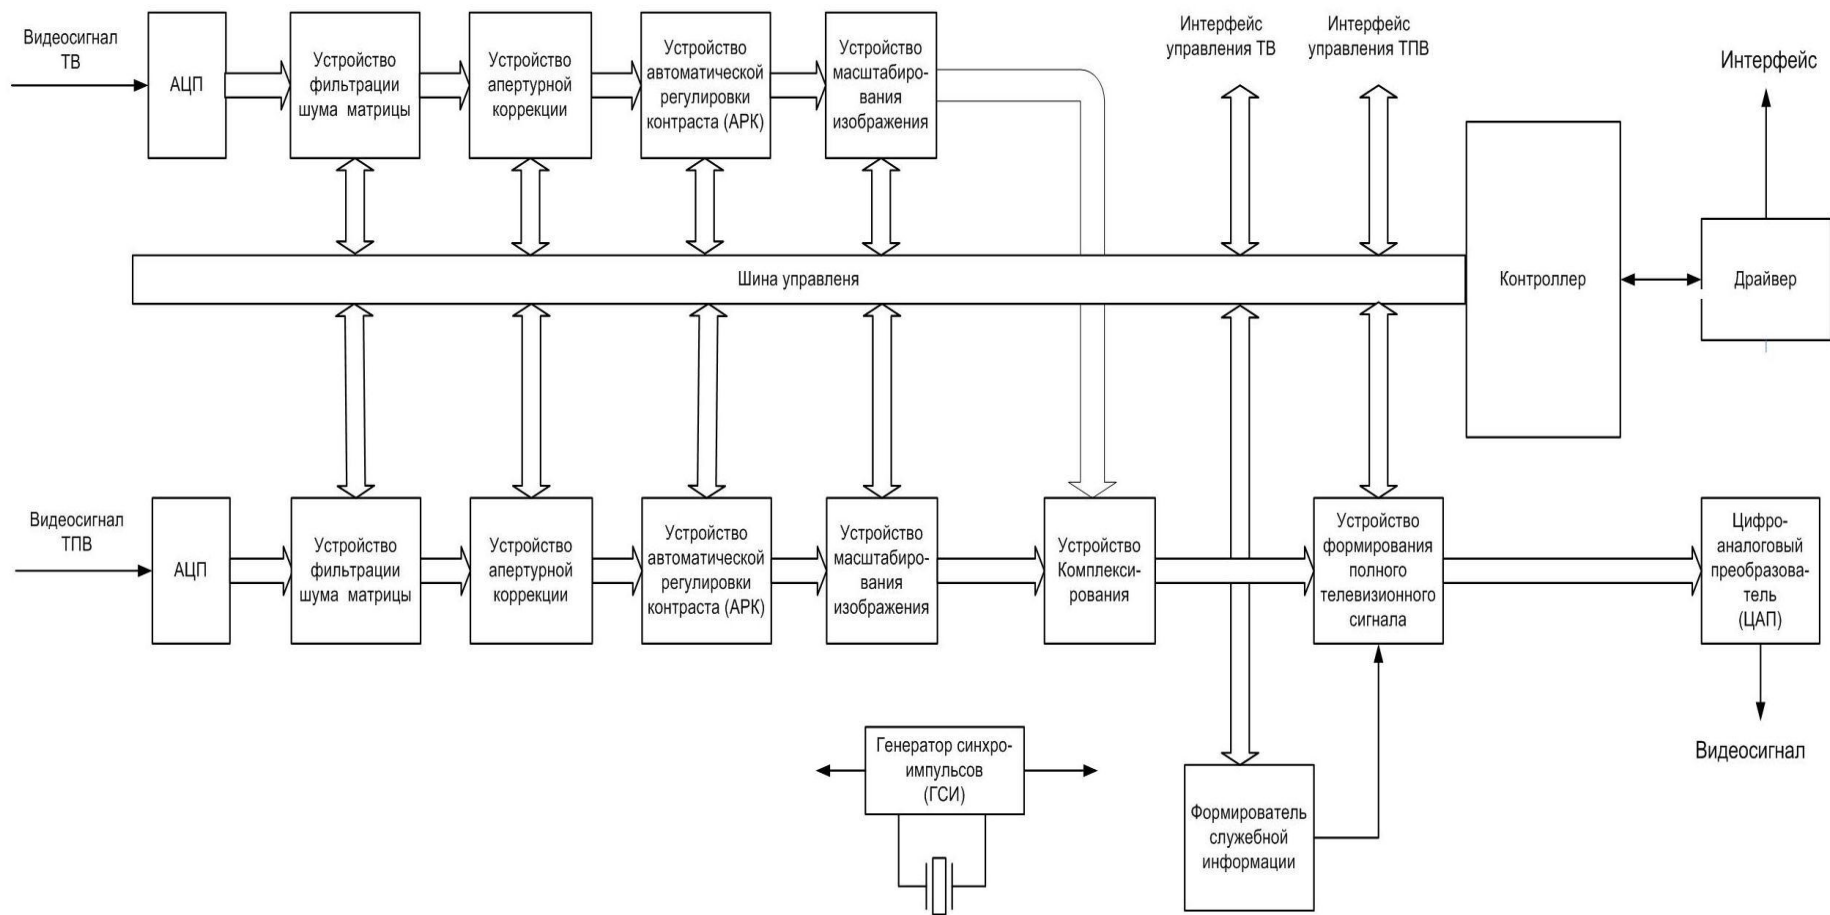 Видеосигнал
ТВ
АЦП
Устройство
фильтрации
шума матрицы
Устройство
апертурной
коррекции
Устройство
автоматической
регулировки
контраста (АРК)
Устройство
масштабиро-
вания
изображения
Интерфейс
управления ТВ
Интерфейс
управления ТПВ
Интерфейс
Шина управленя
Контроллер
Драйвер
Видеосигнал
ТПВ
АЦП
Устройство
фильтрации
шума матрицы
Устройство
апертурной
коррекции
Устройство
автоматической
регулировки
контраста (АРК)
Устройство
масштабиро-
вания
изображения
Устройство
Комплекси-
рования
Устройство
формирования
полного
телевизионного
сигнала
Цифро-
аналоговый
преобразова-
тель
(ЦАП)
Генератор синхро-
импульсов
(ГСИ)
Формирователь
служебной
информации
Видеосигнал